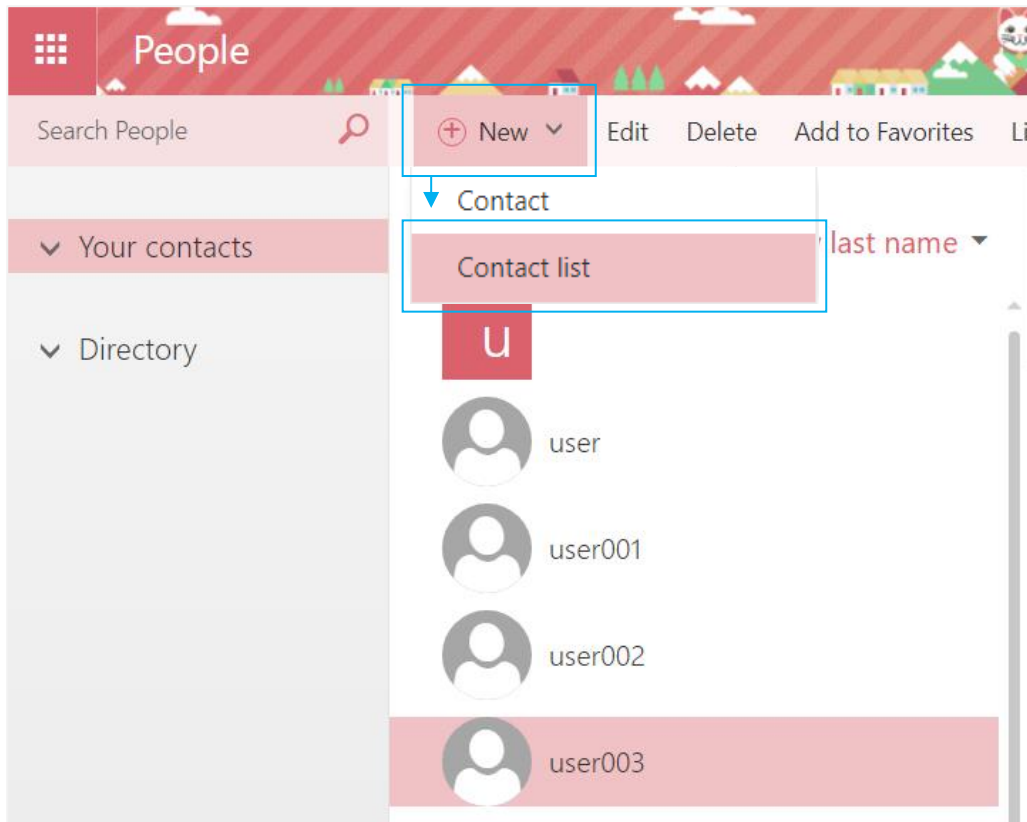 People
Search People
New Edit Delete Add to Favorites Li
Contact
Contact list
last name
Your contacts
Directory
u
user
user001
user002
user003